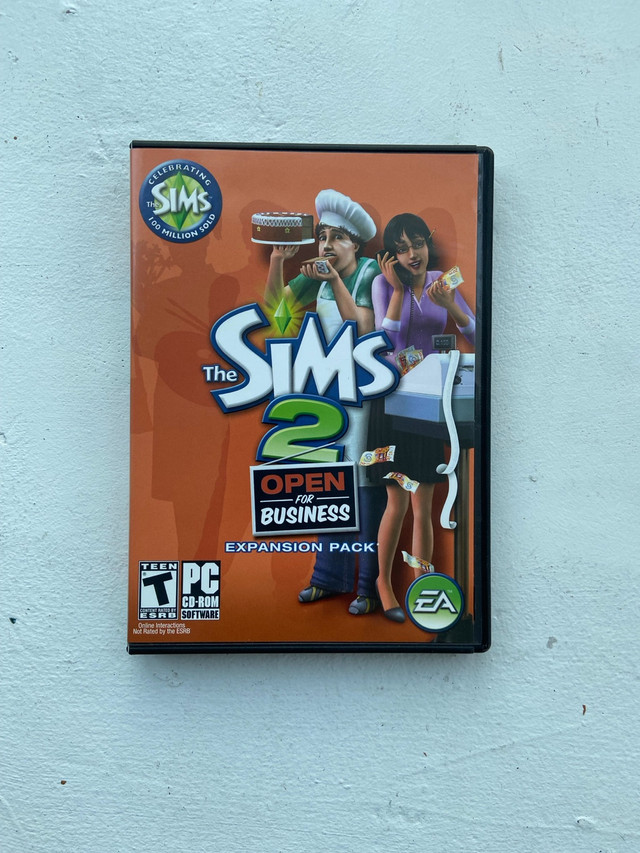 CELEBRATING
The SIMS
100 MILLION SOLD
The SIMS
2
OPEN
FOR
BUSINESS
EXPANSION PACK
TEEN
T
CONTENT RATED BY
ESRB
PC
CD-ROM
SOFTWARE
Online Interactions
Not Rated by the ESRB
EA